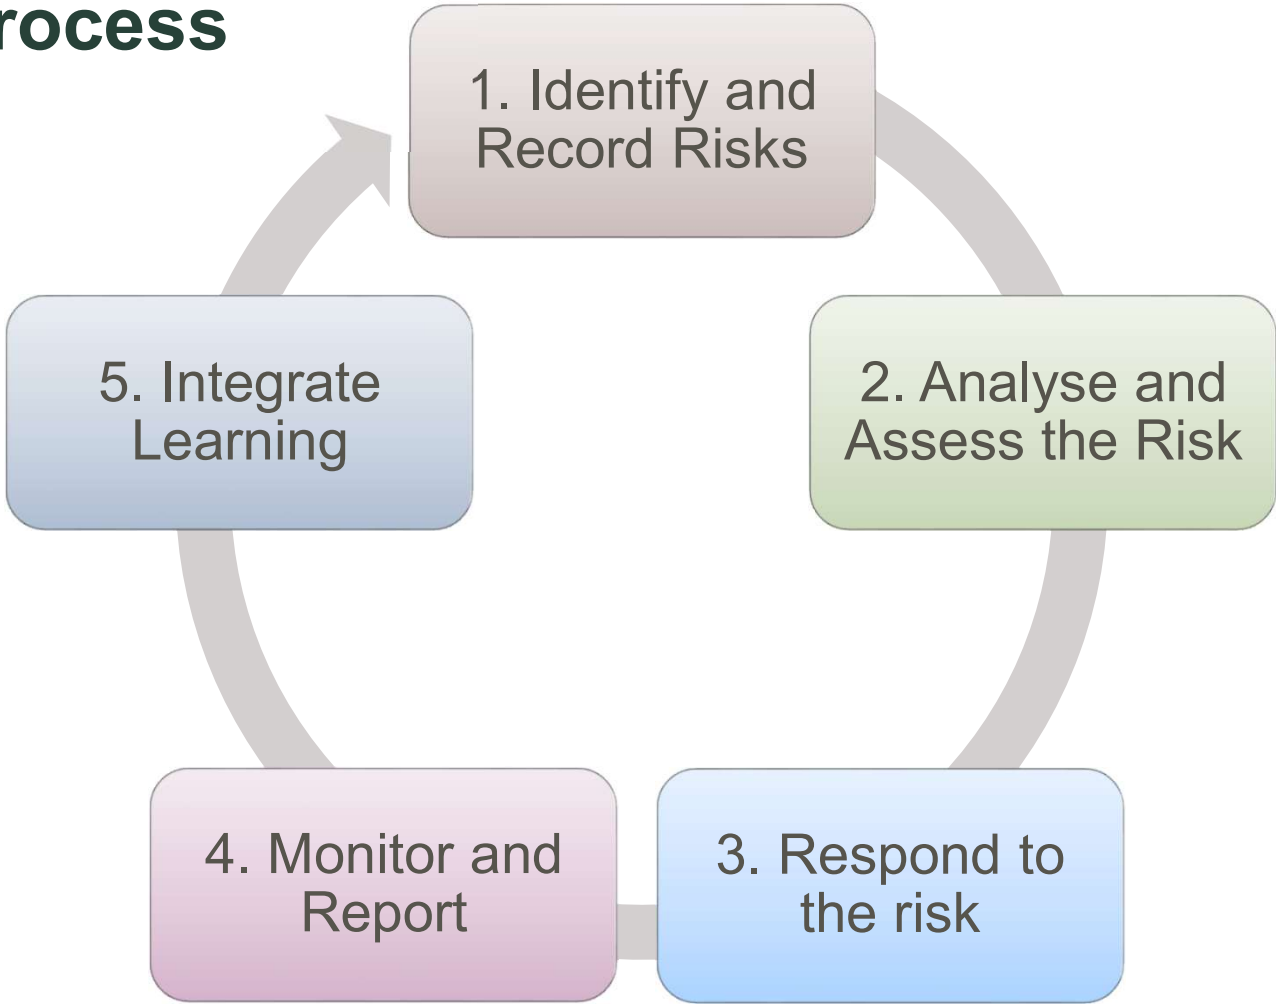 rocess
1. Identify and
Record Risks
2. Analyse and
Assess the Risk
3. Respond to
the risk
4. Monitor and
Report
5. Integrate
Learning